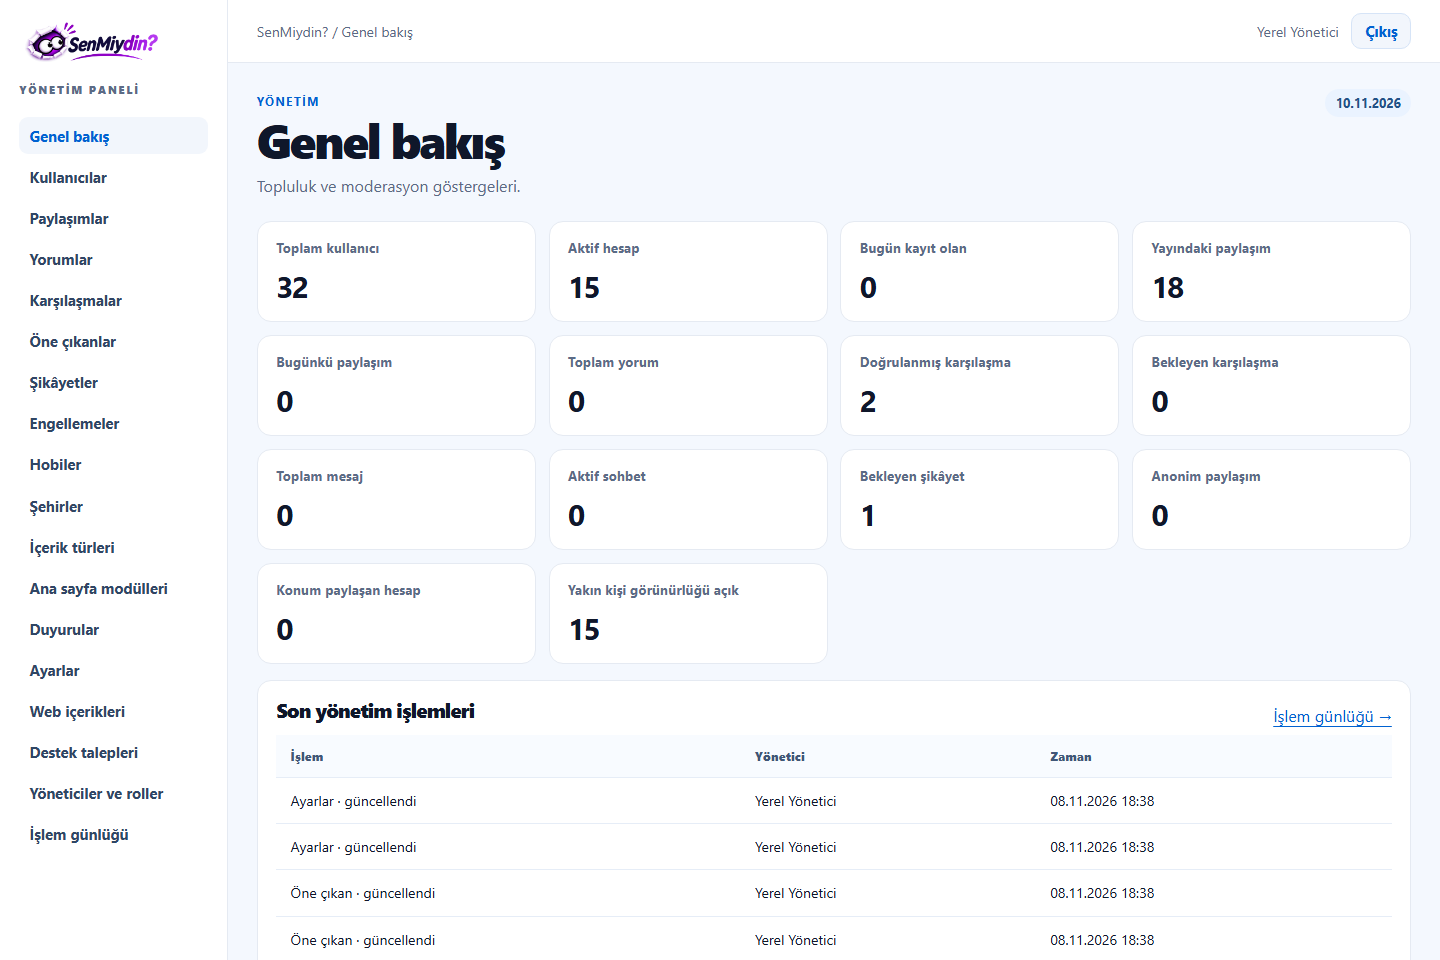 SenMiydin?
YÖNETİM PANELİ
Genel bakış
Kullanıcılar
Paylaşımlar
Yorumlar
Karşılaşmalar
Öne çıkanlar
Şikâyetler
Engellemeler
Hobiler
Şehirler
İçerik türleri
Ana sayfa modülleri
Duyurular
Ayarlar
Web içerikleri
Destek talepleri
Yöneticiler ve roller
İşlem günlüğü
SenMiydin? / Genel bakış
Yerel Yönetici
Çıkış
YÖNETİM
10.11.2026
Genel bakış
Topluluk ve moderasyon göstergeleri.
Toplam kullanıcı
32
Aktif hesap
15
Bugün kayıt olan
0
Yayındaki paylaşım
18
Bugünkü paylaşım
0
Toplam yorum
0
Doğrulanmış karşılaşma
2
Bekleyen karşılaşma
0
Toplam mesaj
0
Aktif sohbet
0
Bekleyen şikâyet
1
Anonim paylaşım
0
Konum paylaşan hesap
0
Yakın kişi görünürlüğü açık
15
Son yönetim işlemleri
İşlem günlüğü →
İşlem Yönetici Zaman
Ayarlar · güncellendi Yerel Yönetici 08.11.2026 18:38
Ayarlar · güncellendi Yerel Yönetici 08.11.2026 18:38
Öne çıkan · güncellendi Yerel Yönetici 08.11.2026 18:38
Öne çıkan · güncellendi Yerel Yönetici 08.11.2026 18:38